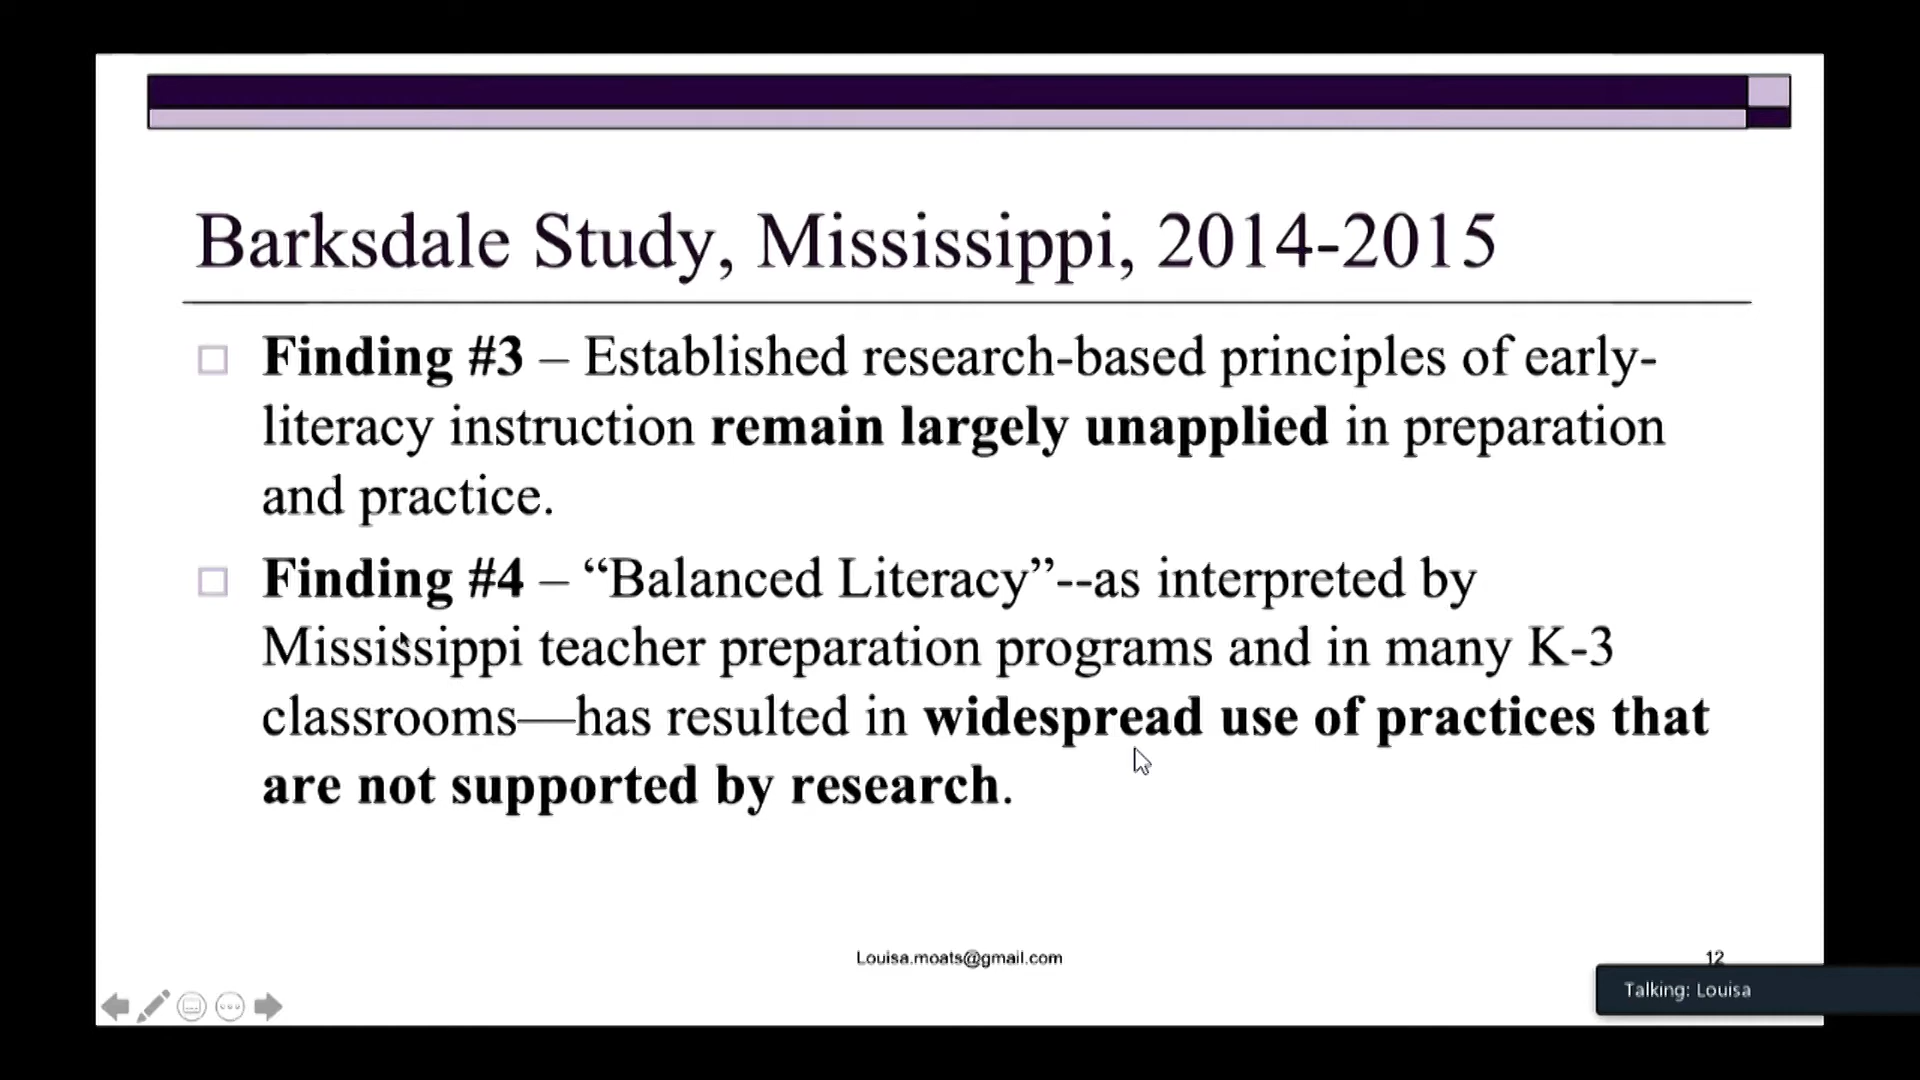 Barksdale Study, Mississippi, 2014-2015
Finding #3 – Established research-based principles of early-
literacy instruction remain largely unapplied in preparation
and practice.
Finding #4 – “Balanced Literacy”--as interpreted by
Mississippi teacher preparation programs and in many K-3
classrooms—has resulted in widespread use of practices that
are not supported by research.
Louisa.moats@gmail.com
12
Talking: Louisa